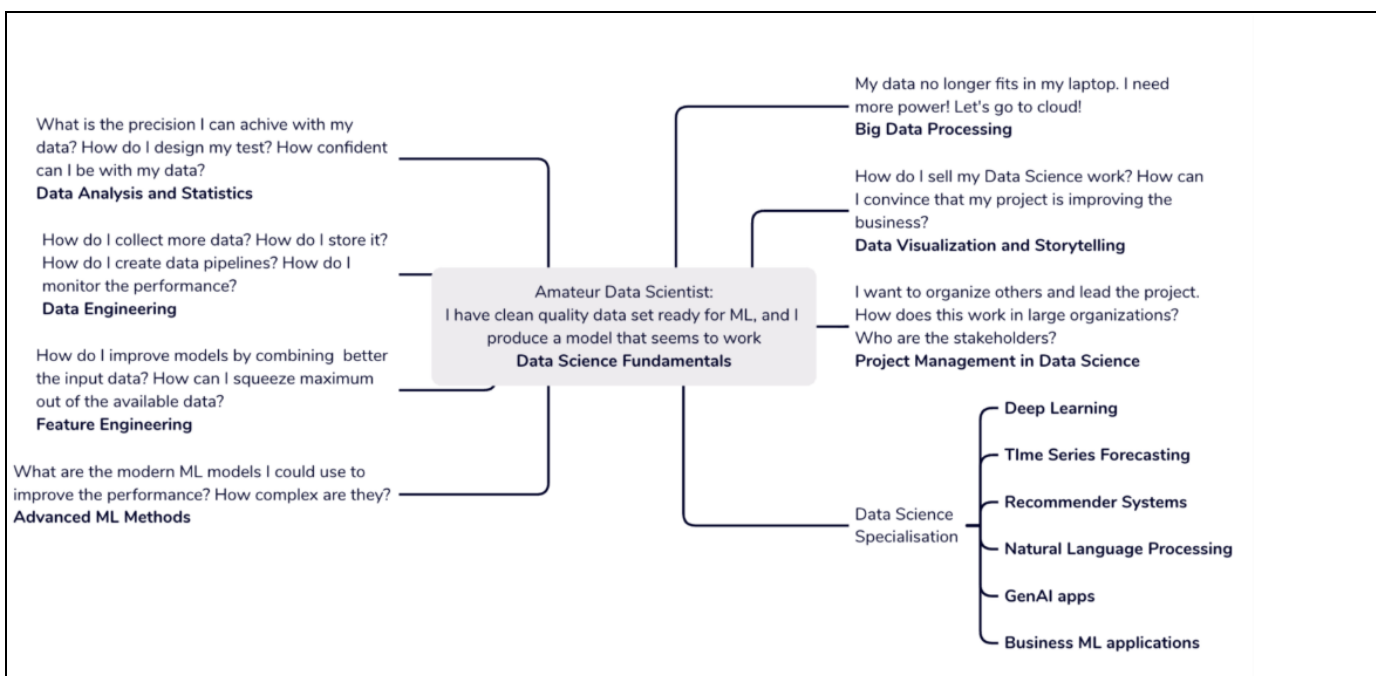 What is the precision I can achive with my
data? How do I design my test? How confident
can I be with my data?
Data Analysis and Statistics
How do I collect more data? How do I store it?
How do I create data pipelines? How do I
monitor the performance?
Data Engineering
How do I improve models by combining  better
the input data? How can I squeeze maximum
out of the available data?
Feature Engineering
What are the modern ML models I could use to
improve the performance? How complex are they?
Advanced ML Methods
Amateur Data Scientist:
I have clean quality data set ready for ML, and I
produce a model that seems to work
Data Science Fundamentals
My data no longer fits in my laptop. I need
more power! Let's go to cloud!
Big Data Processing
How do I sell my Data Science work? How can
I convince that my project is improving the
business?
Data Visualization and Storytelling
I want to organize others and lead the project.
How does this work in large organizations?
Who are the stakeholders?
Project Management in Data Science
Data Science
Specialisation
Deep Learning
TIme Series Forecasting
Recommender Systems
Natural Language Processing
GenAI apps
Business ML applications